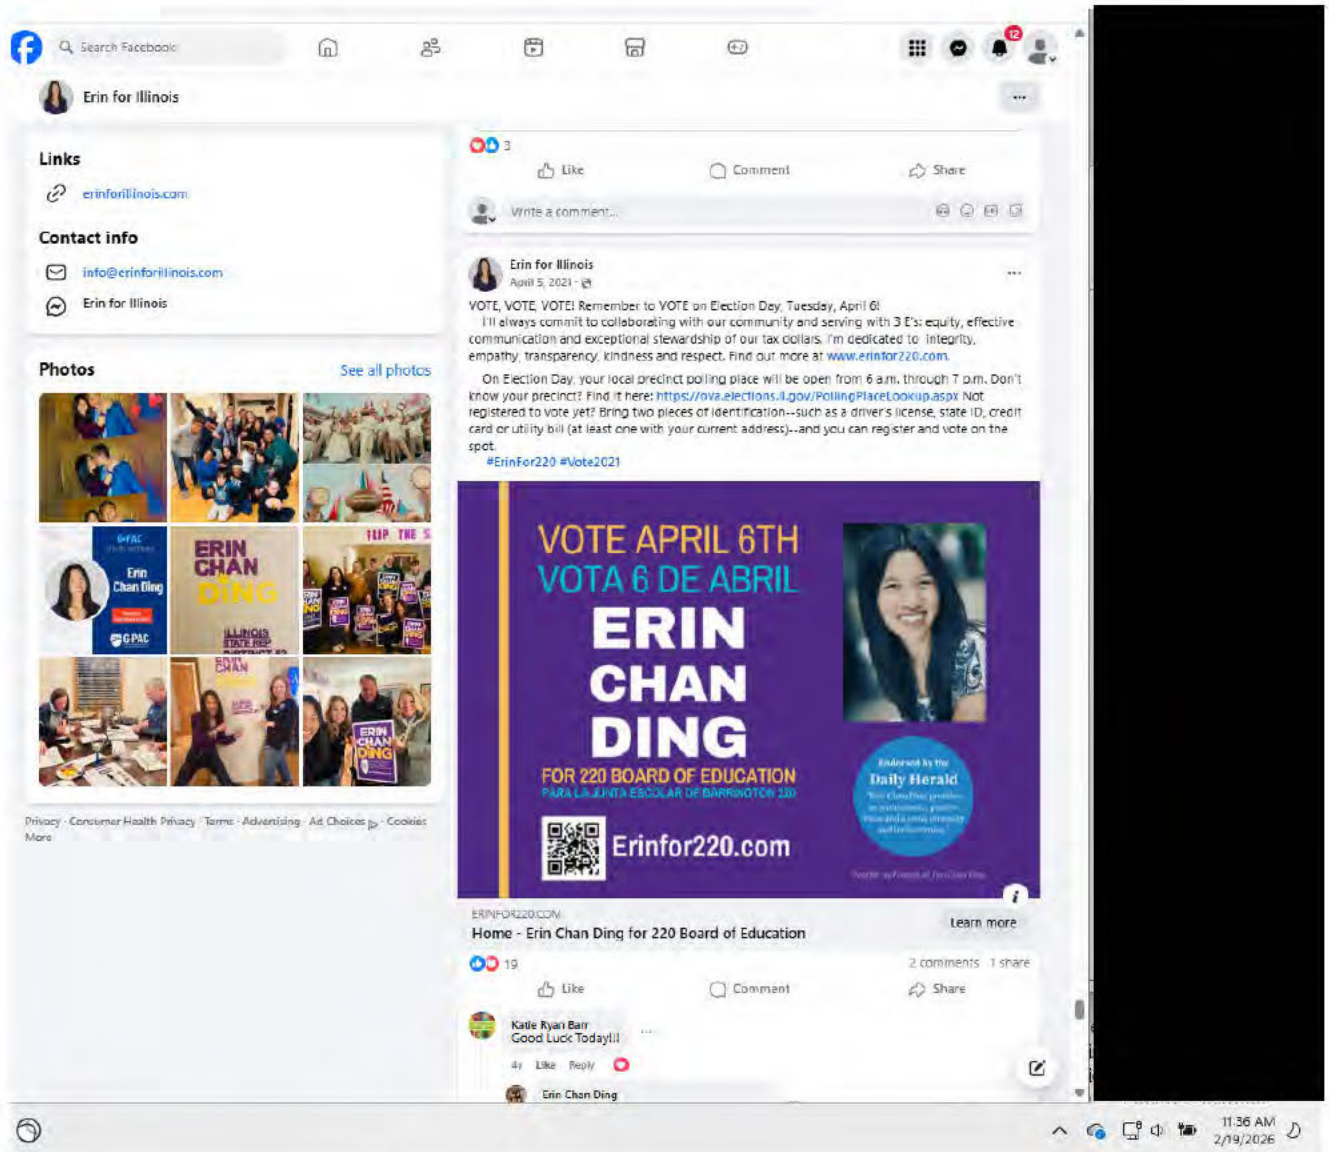 Search Facebook
12
Erin for Illinois
...
Links
erinforillinois.com
Contact info
info@erinforillinois.com
Erin for Illinois
Photos
See all photos
G-PAC
Erin
Chan Ding
G-PAC
ERIN
CHAN
DING
ILLINOIS
STATE REP
FLIP THE S
ERIN
CHAN
DING
Privacy · Consumer Health Privacy · Terms · Advertising · Ad Choices · Cookies
More
3
Like
Comment
Share
Write a comment...
Erin for Illinois
April 5, 2021 ·
...
VOTE, VOTE, VOTE! Remember to VOTE on Election Day, Tuesday, April 6!
I'll always commit to collaborating with our community and serving with 3 E's: equity, effective
communication and exceptional stewardship of our tax dollars. I'm dedicated to integrity,
empathy, transparency, kindness and respect. Find out more at www.erinfor220.com.
On Election Day, your local precinct polling place will be open from 6 a.m. through 7 p.m. Don't
know your precinct? Find it here: https://ova.elections.il.gov/PollingPlaceLookup.aspx Not
registered to vote yet? Bring two pieces of identification--such as a driver's license, state ID, credit
card or utility bill (at least one with your current address)--and you can register and vote on the
spot.
#ErinFor220 #Vote2021
VOTE APRIL 6TH
VOTA 6 DE ABRIL
ERIN
CHAN
DING
FOR 220 BOARD OF EDUCATION
PARA LA JUNTA ESCOLAR DE BARRINGTON 220
Erinfor220.com
Endorsed by the
Daily Herald
ERINFOR220.COM
Home - Erin Chan Ding for 220 Board of Education
Learn more
19
2 comments 1 share
Like
Comment
Share
Katie Ryan Barr
Good Luck Today!!!
...
4y Like Reply
Erin Chan Ding
11:36 AM
2/19/2026